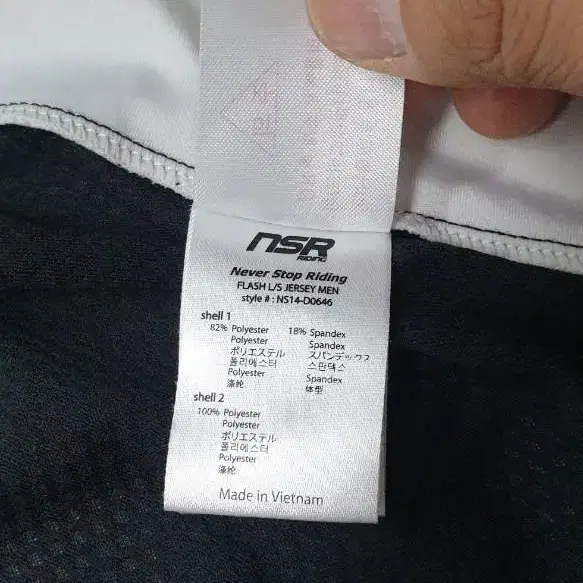 NSR
RIDING
Never Stop Riding
FLASH L/S JERSEY MEN
style # : NS14-D0646
shell 1
82% Polyester 18% Spandex
Polyester Spandex
ポリエステル スパンデックス
폴리에스터 스판덱스
Polyester Spandex
涤纶 体型
shell 2
100% Polyester
Polyester
ポリエステル
폴리에스터
Polyester
涤纶
Made in Vietnam